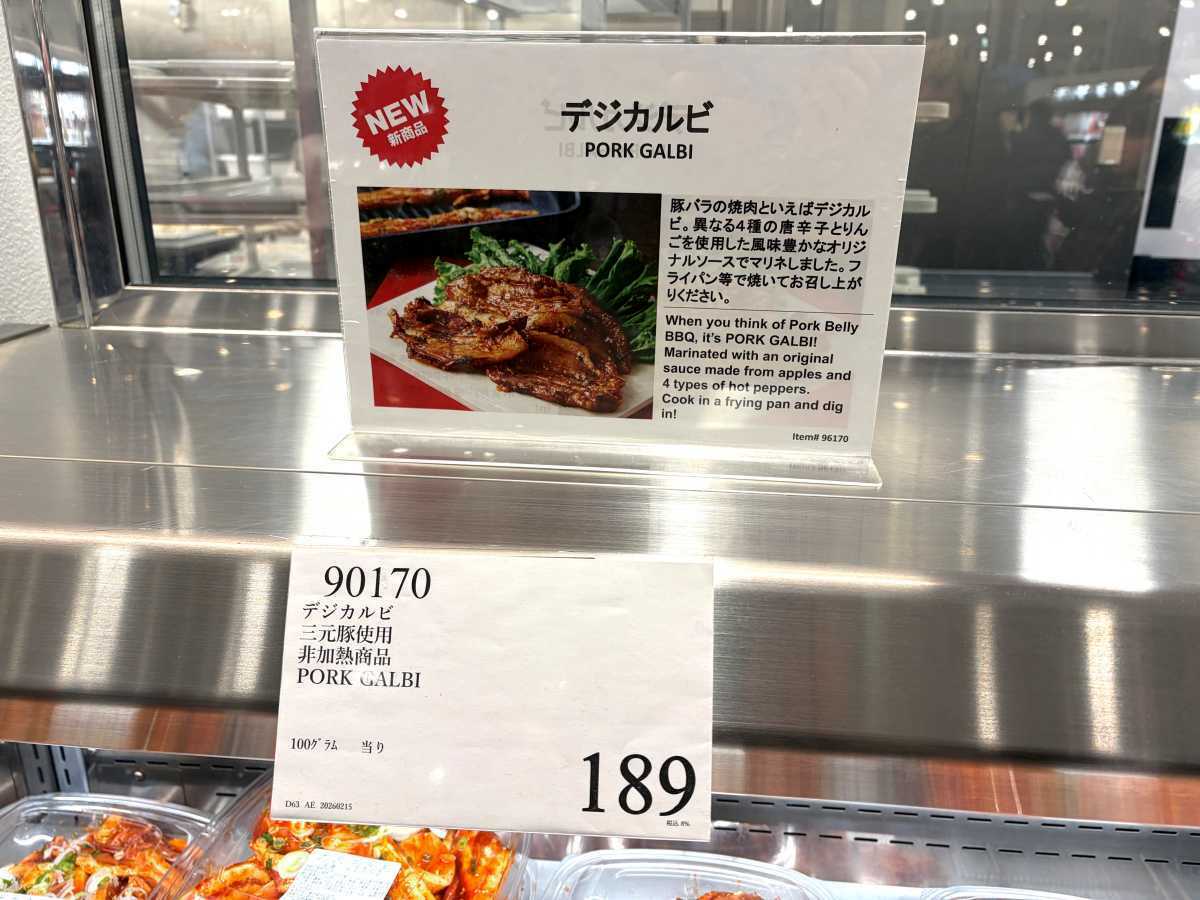 NEW
新商品
デジカルビ
PORK GALBI
豚バラの焼肉といえばデジカル
ビ。異なる4種の唐辛子とりん
ごを使用した風味豊かなオリジ
ナルソースでマリネしました。フ
ライパン等で焼いてお召し上が
りください。
When you think of Pork Belly
BBQ, it's PORK GALBI!
Marinated with an original
sauce made from apples and
4 types of hot peppers.
Cook in a frying pan and dig
in!
Item# 96170
90170
デジカルビ
三元豚使用
非加熱商品
PORK GALBI
100グラム 当り
189
D63 AE 20260215
税込 8%